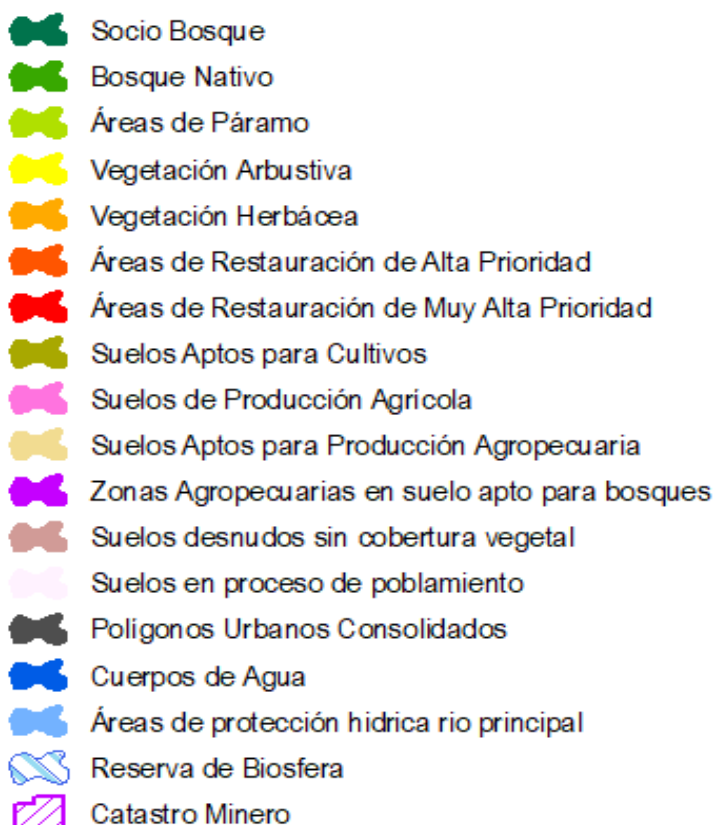 Socio Bosque
Bosque Nativo
Áreas de Páramo
Vegetación Arbustiva
Vegetación Herbácea
Áreas de Restauración de Alta Prioridad
Áreas de Restauración de Muy Alta Prioridad
Suelos Aptos para Cultivos
Suelos de Producción Agrícola
Suelos Aptos para Producción Agropecuaria
Zonas Agropecuarias en suelo apto para bosques
Suelos desnudos sin cobertura vegetal
Suelos en proceso de poblamiento
Polígonos Urbanos Consolidados
Cuerpos de Agua
Áreas de protección hidrica rio principal
Reserva de Biosfera
Catastro Minero